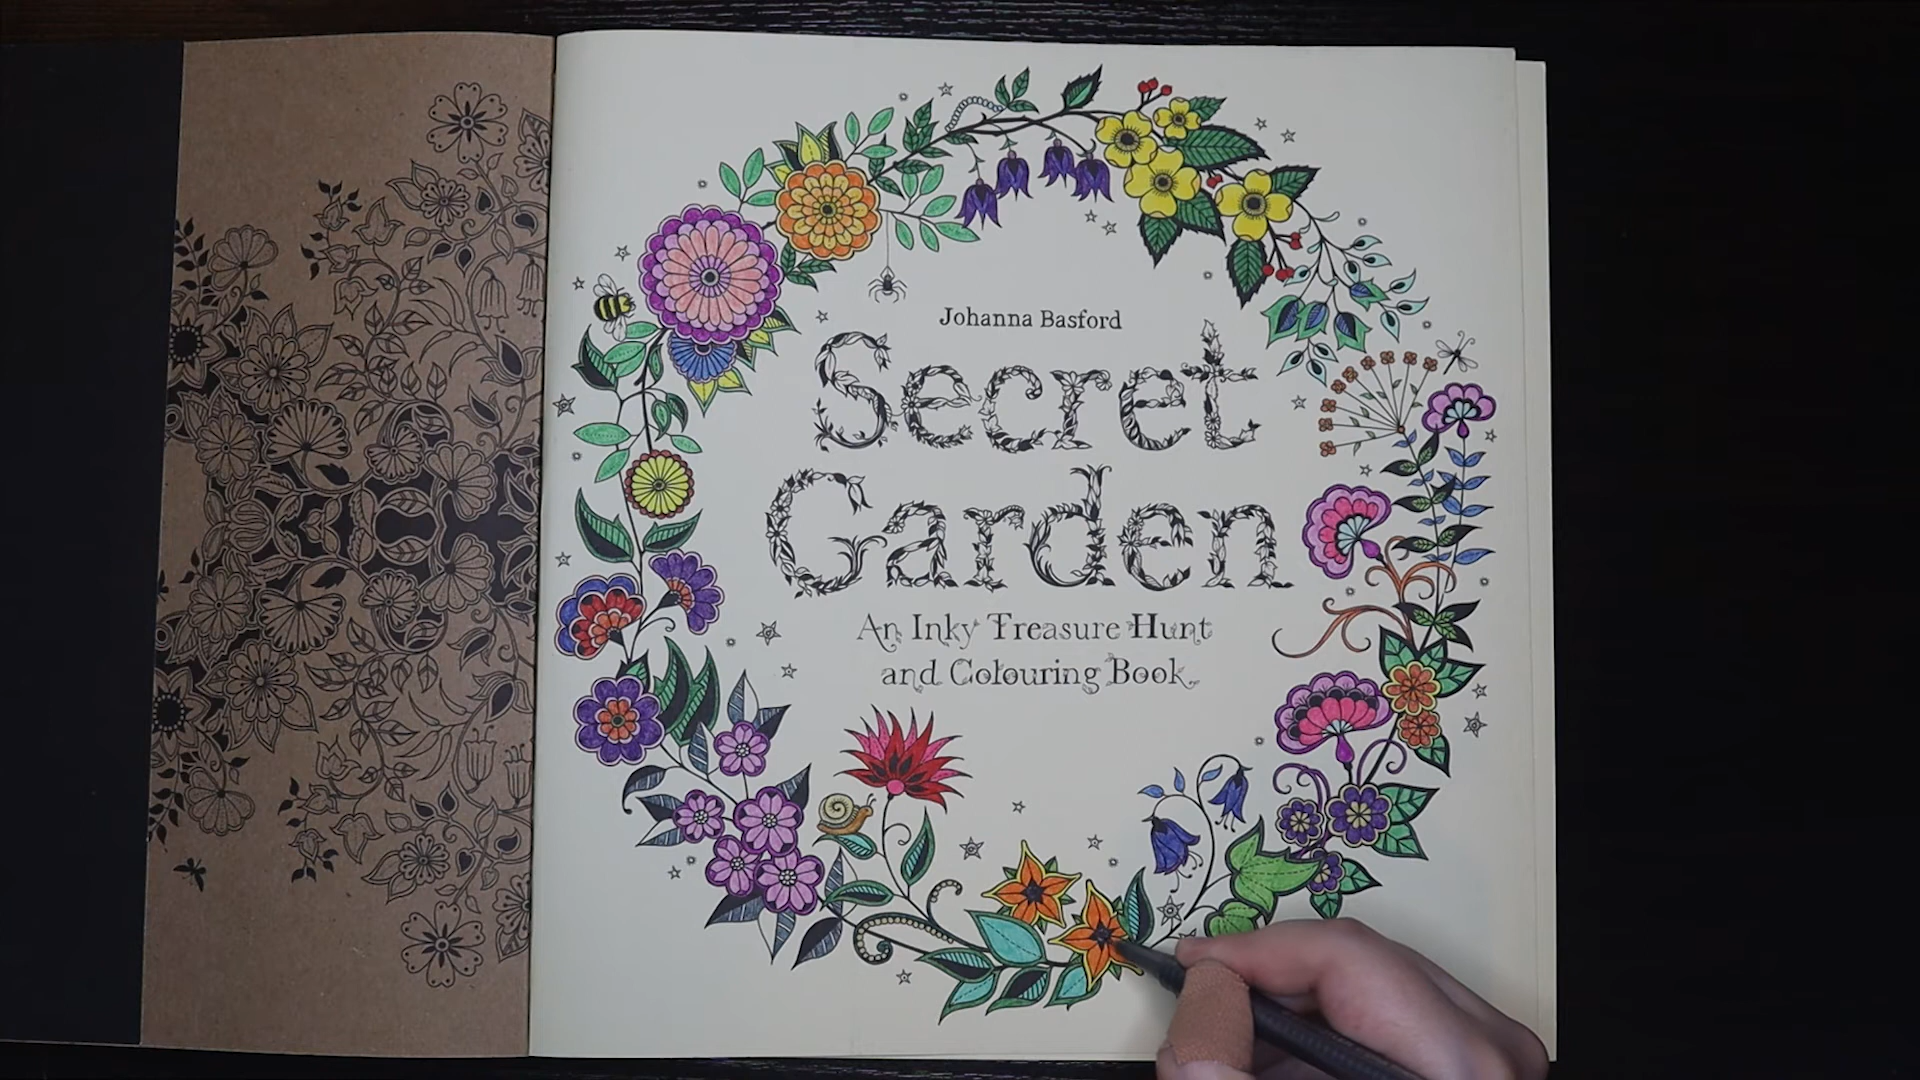 Johanna Basford
Secret
Garden
An Inky Treasure Hunt
and Colouring Book